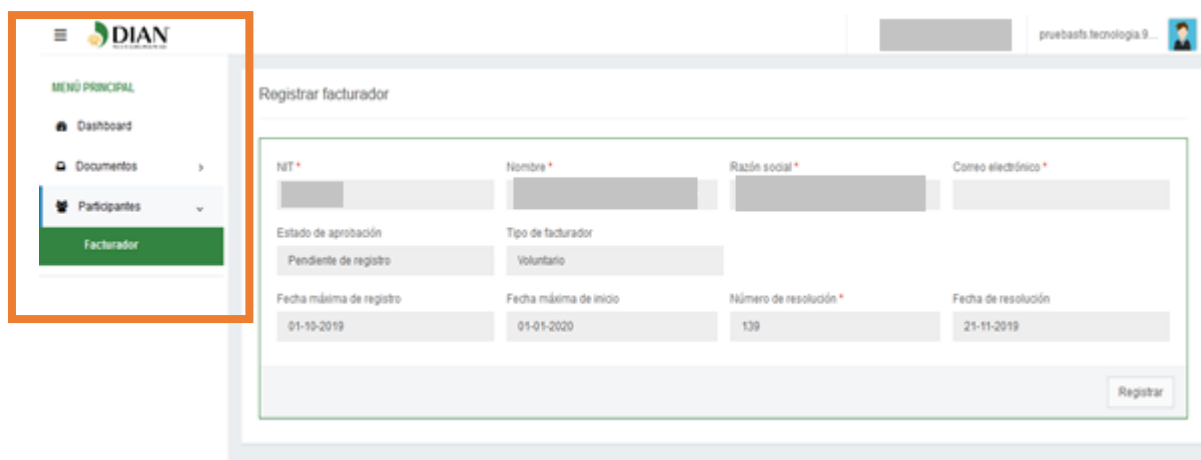 DIAN
pruebasfs.tecnologia.9...
MENÚ PRINCIPAL
Dashboard
Documentos
Participantes
Facturador
Registrar facturador
NIT * Nombre * Razón social * Correo electrónico *
Estado de aprobación Tipo de facturador
Pendiente de registro Voluntario
Fecha máxima de registro Fecha máxima de inicio Número de resolución * Fecha de resolución
01-10-2019 01-01-2020 139 21-11-2019
Registrar